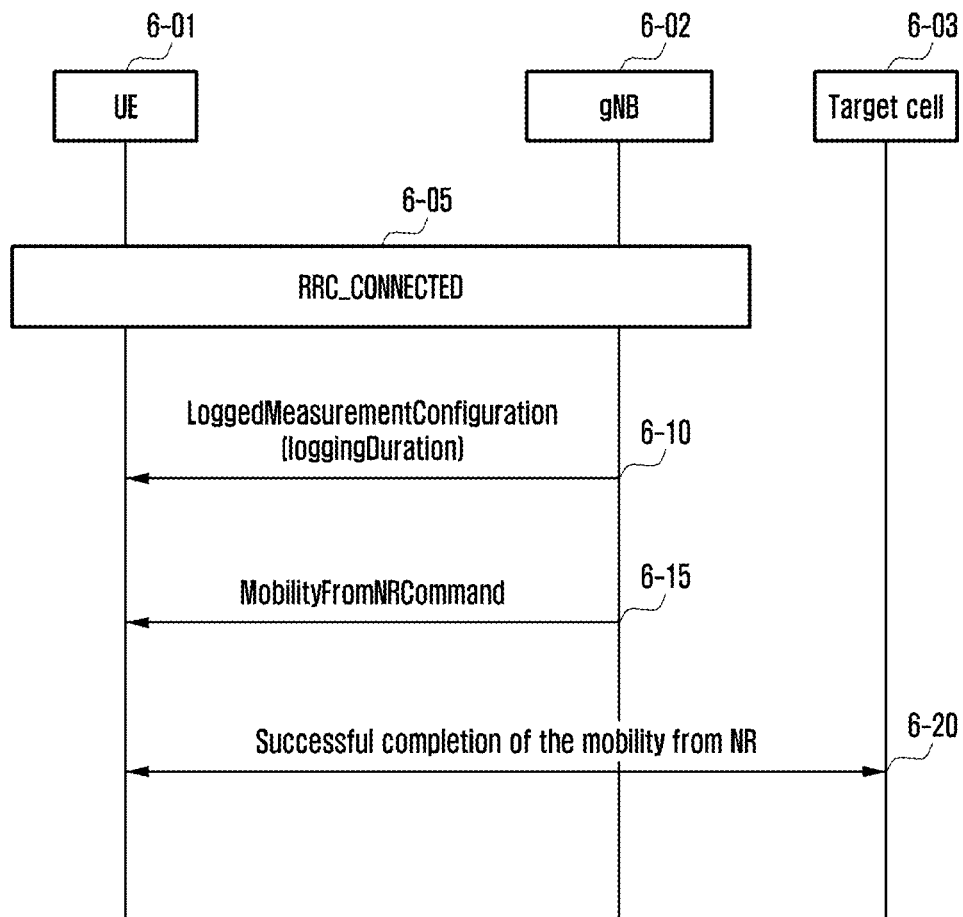 6-01
6-02
6-03
UE
gNB
Target cell
6-05
RRC_CONNECTED
LoggedMeasurementConfiguration
(loggingDuration)
6-10
MobilityFromNRCommand
6-15
Successful completion of the mobility from NR
6-20